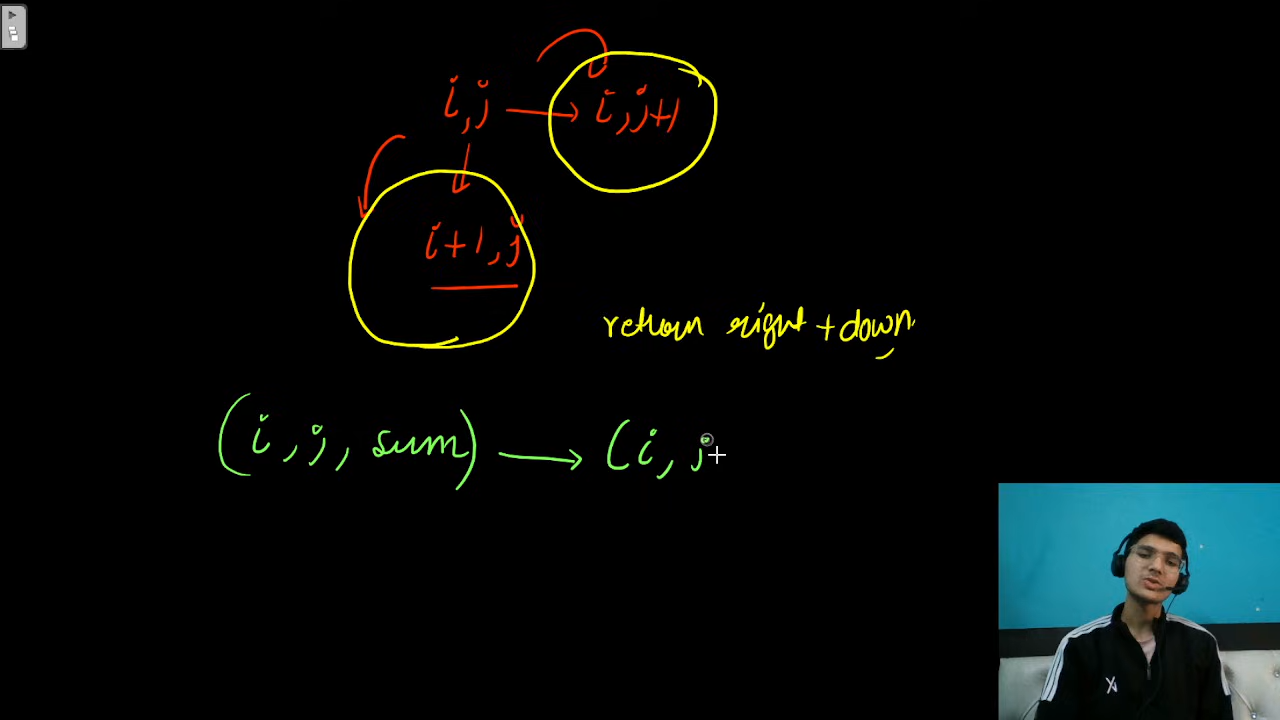 i, j → i, j+1
i+1, j
return right + down
(i, j, sum) → (i, j